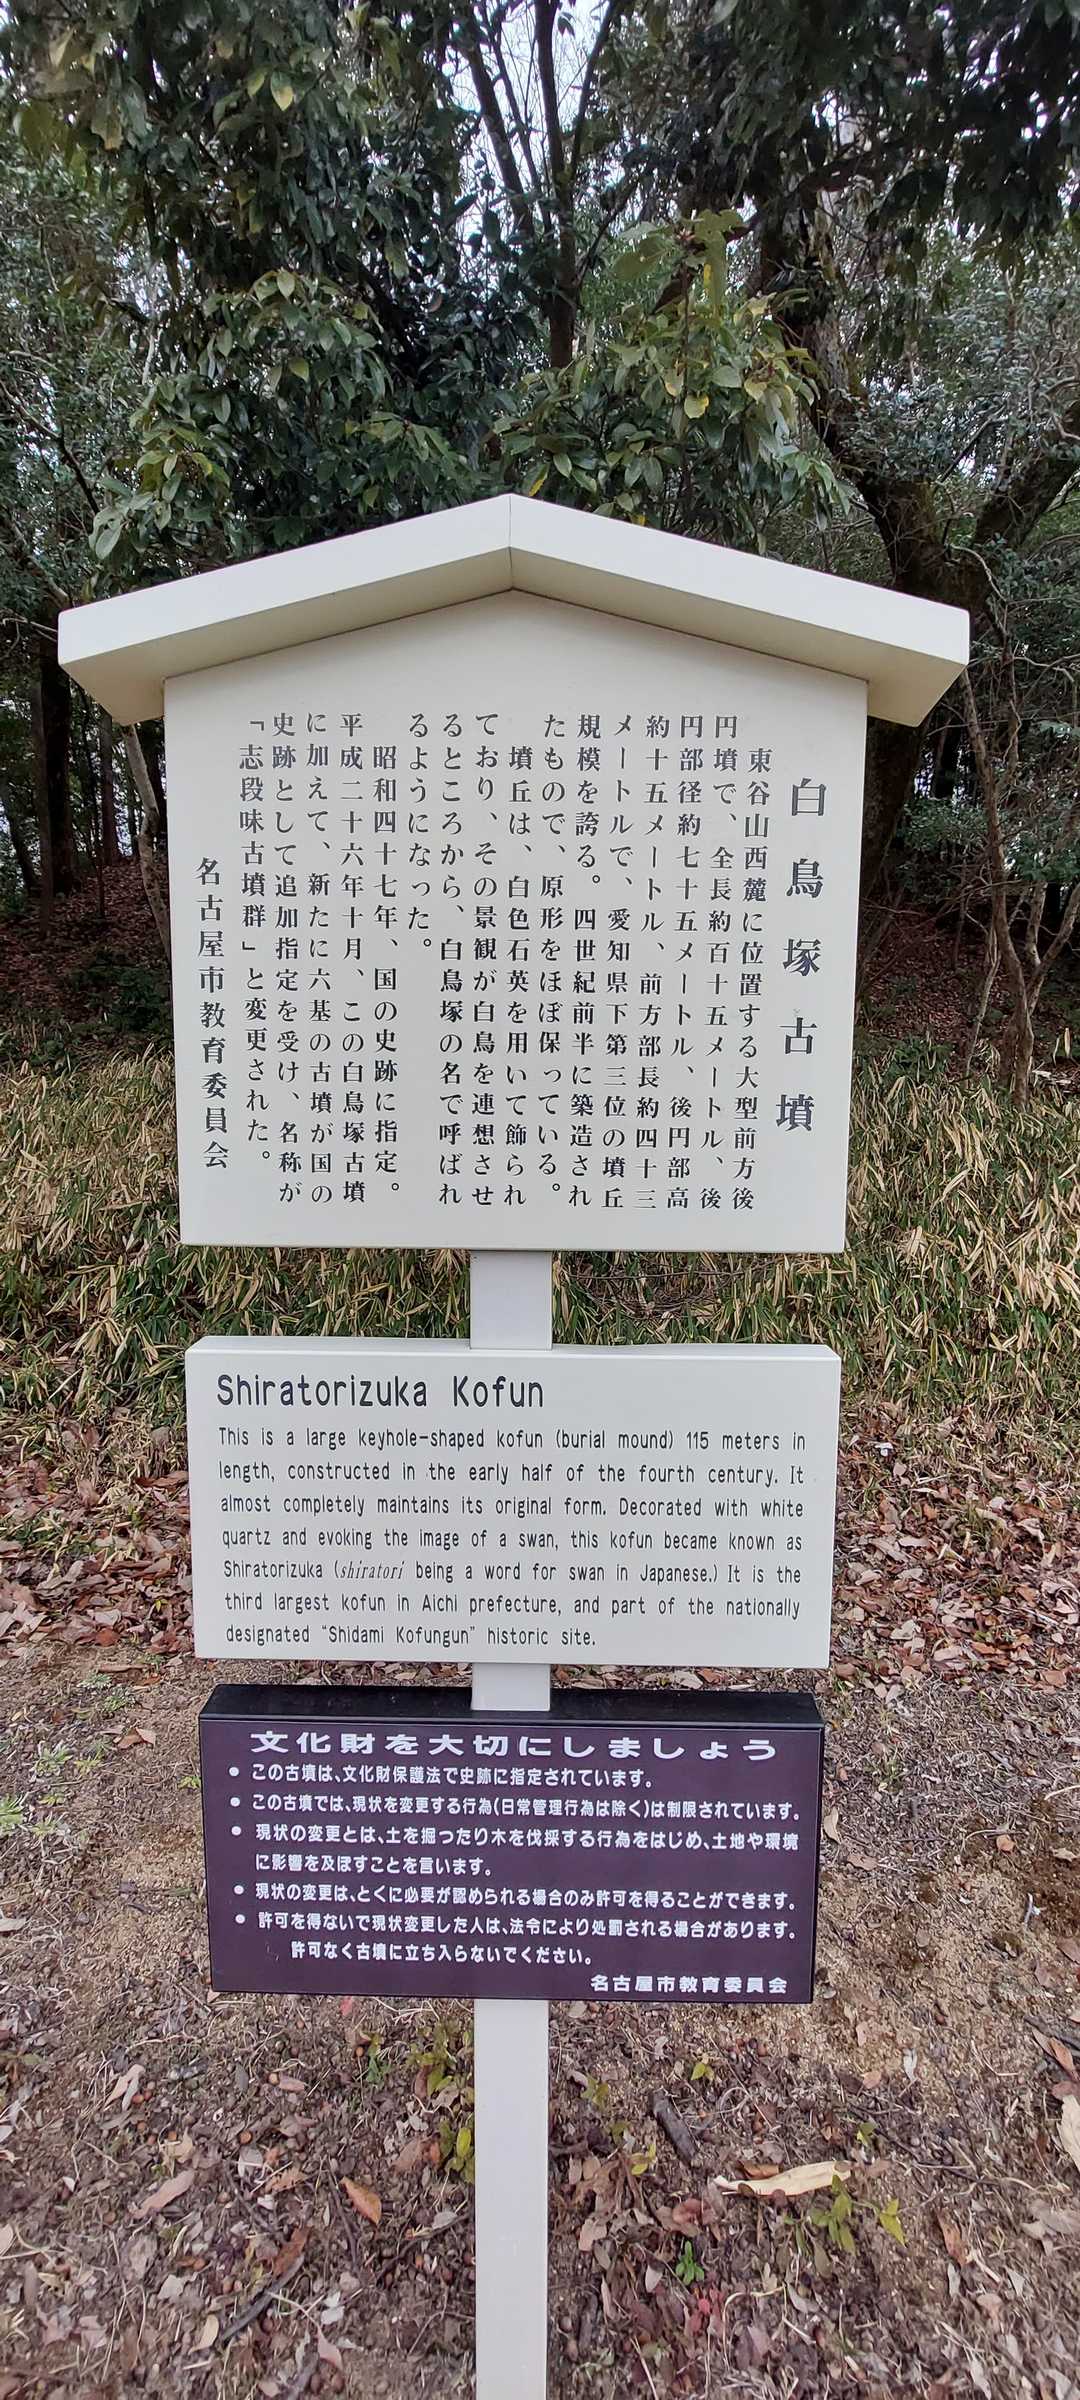 白鳥塚古墳
東谷山西麓に位置する大型前方後
円墳で、全長約百十五メートル、後
円部径約七十五メートル、後円部高
約十五メートル、前方部長約四十三
メートルで、愛知県下第三位の墳丘
規模を誇る。四世紀前半に築造され
たもので、原形をほぼ保っている。
墳丘は、白色石英を用いて飾られ
ており、その景観が白鳥を連想させ
るところから、白鳥塚の名で呼ばれ
るようになった。
昭和四十七年、国の史跡に指定。
平成二十六年十月、この白鳥塚古墳
に加えて、新たに六基の古墳が国の
史跡として追加指定を受け、名称が
「志段味古墳群」と変更された。
名古屋市教育委員会
Shiratorizuka Kofun
This is a large keyhole-shaped kofun (burial mound) 115 meters in
length, constructed in the early half of the fourth century. It
almost completely maintains its original form. Decorated with white
quartz and evoking the image of a swan, this kofun became known as
Shiratorizuka (shiratori being a word for swan in Japanese.) It is the
third largest kofun in Aichi prefecture, and part of the nationally
designated "Shidami Kofungun" historic site.
文化財を大切にしましょう
● この古墳は、文化財保護法で史跡に指定されています。
● この古墳では、現状を変更する行為(日常管理行為は除く)は制限されています。
● 現状の変更とは、土を掘ったり木を伐採する行為をはじめ、土地や環境
に影響を及ぼすことを言います。
● 現状の変更は、とくに必要が認められる場合のみ許可を得ることができます。
● 許可を得ないで現状変更した人は、法令により処罰される場合があります。
許可なく古墳に立ち入らないでください。
名古屋市教育委員会